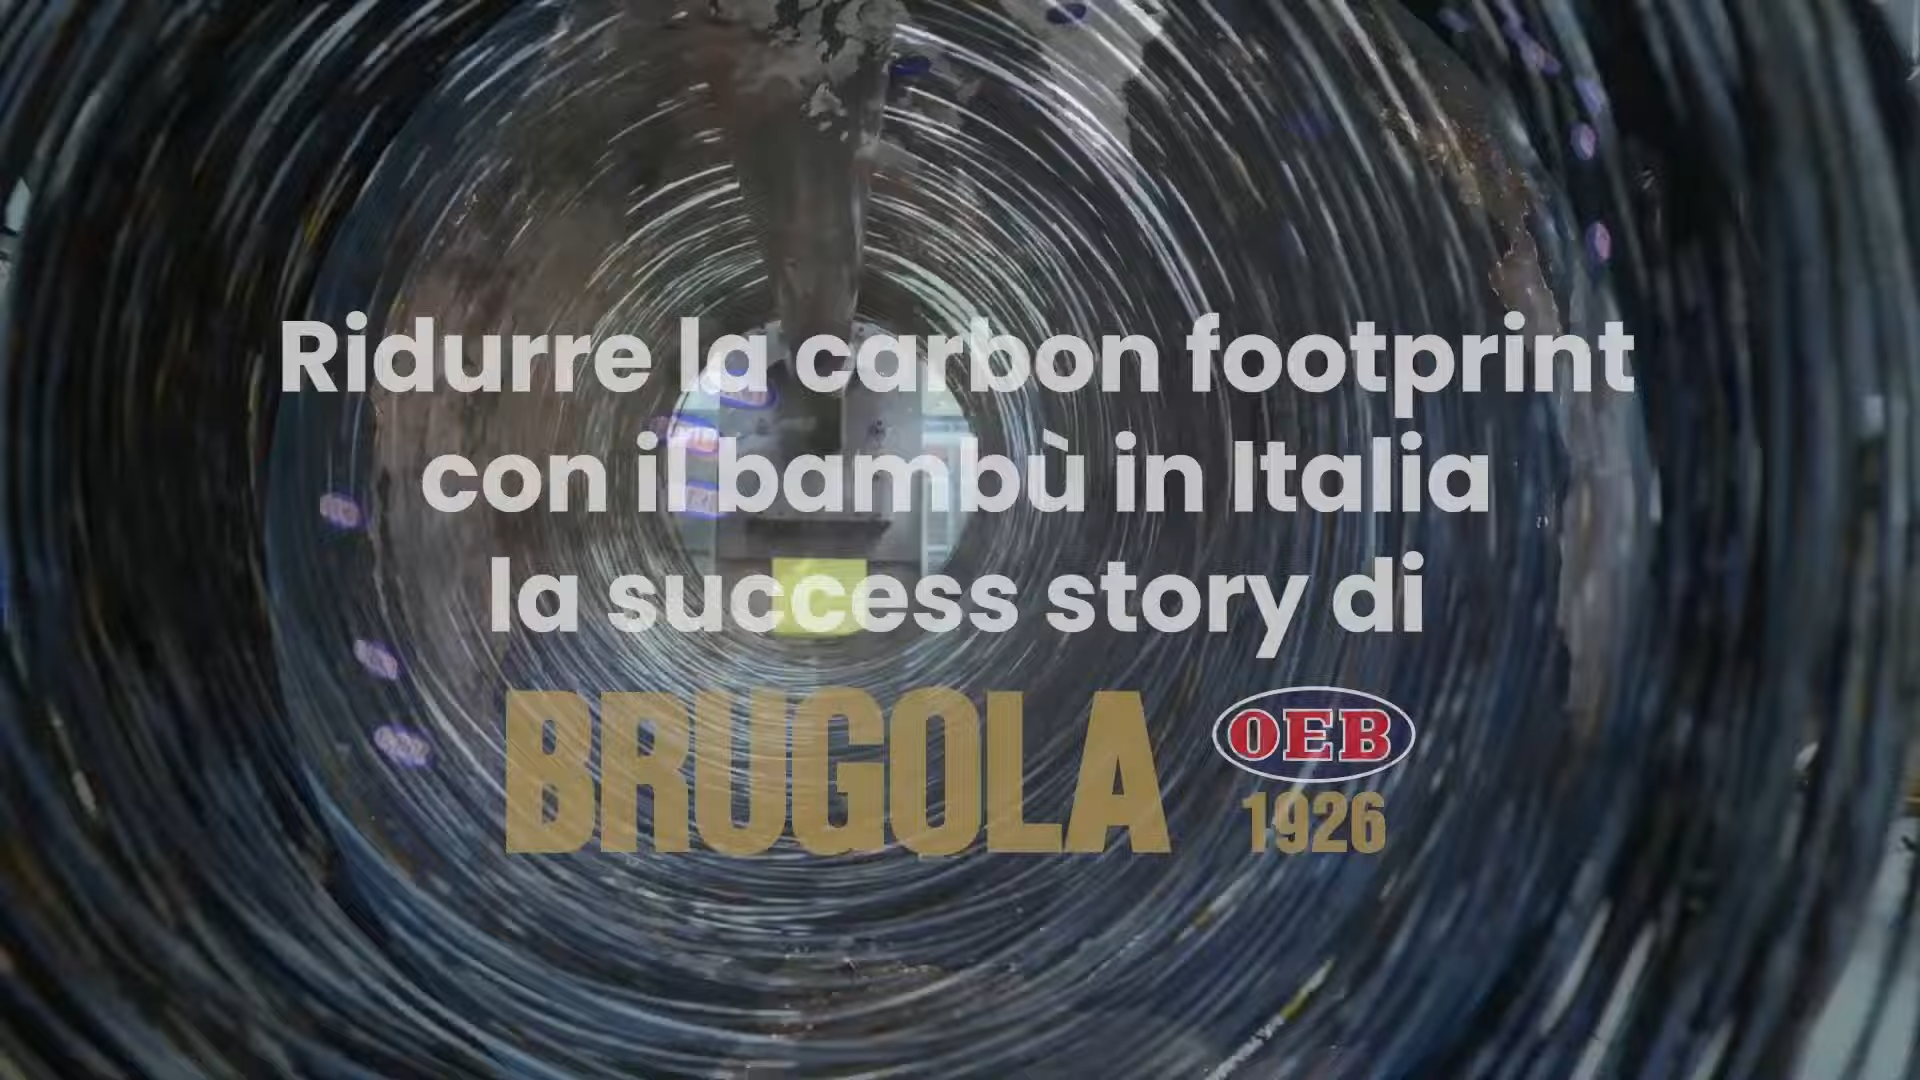 Ridurre la carbon footprint
con il bambù in Italia
la success story di
BRUGOLA OEB
1926